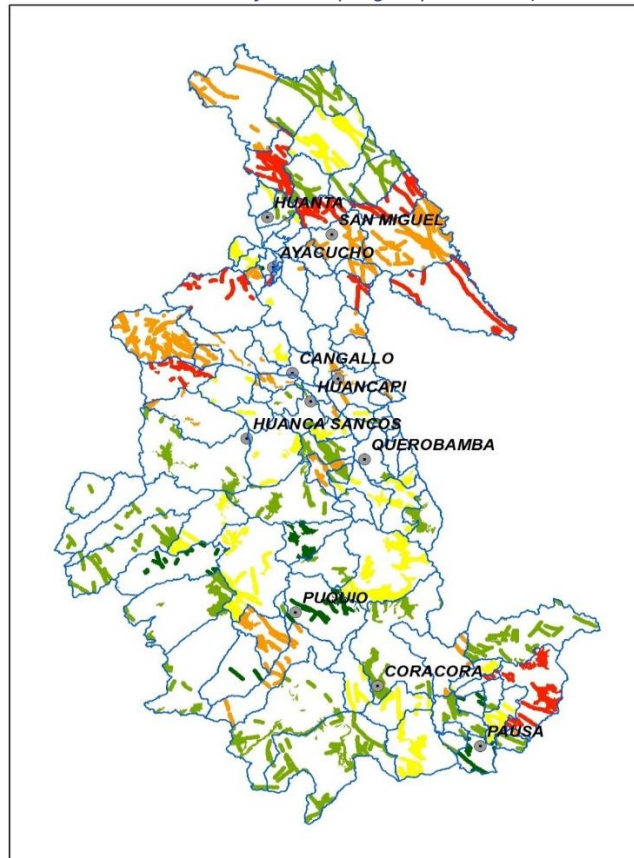 HUANTA
SAN MIGUEL
AYACUCHO
CANGALLO
HUANCAPI
HUANCA SANCOS
QUEROBAMBA
PUQUIO
CORACORA
PAUSA